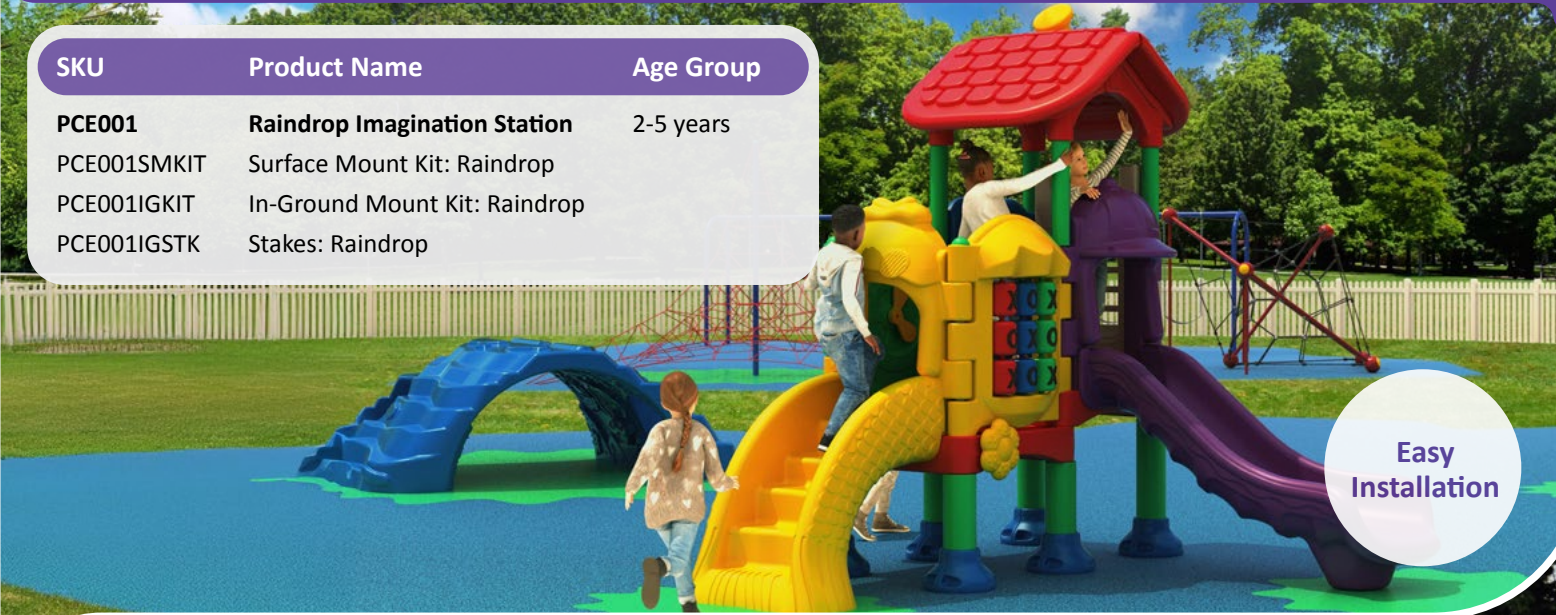 SKU Product Name Age Group
PCE001 Raindrop Imagination Station 2-5 years
PCE001SMKIT Surface Mount Kit: Raindrop
PCE001IGKIT In-Ground Mount Kit: Raindrop
PCE001IGSTK Stakes: Raindrop
X O X
O X O
X O X
Easy
Installation